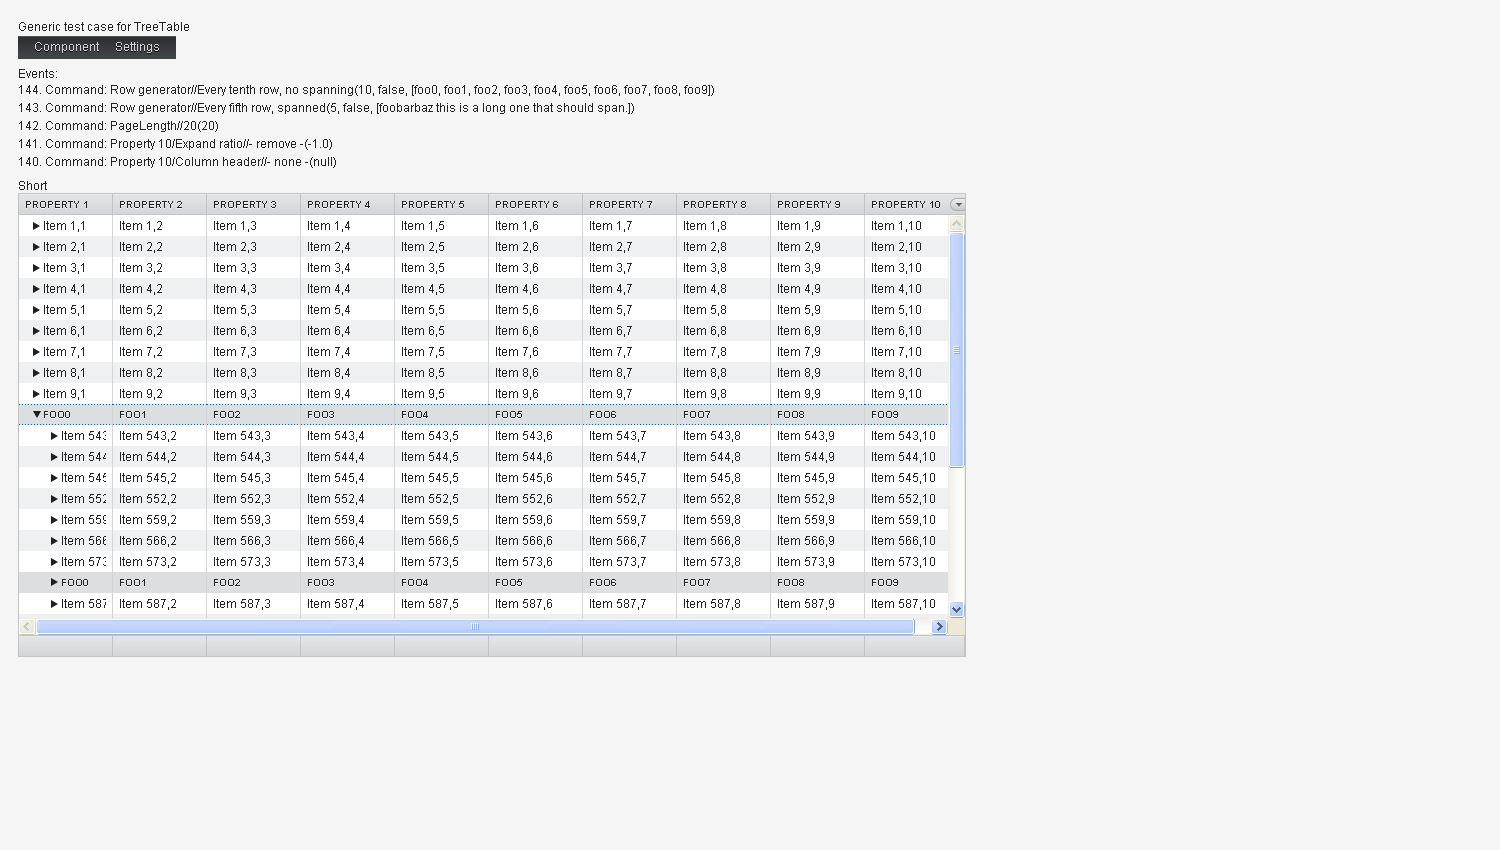 Generic test case for TreeTable
Component Settings
Events:
144. Command: Row generator//Every tenth row, no spanning(10, false, [foo0, foo1, foo2, foo3, foo4, foo5, foo6, foo7, foo8, foo9])
143. Command: Row generator//Every fifth row, spanned(5, false, [foobarbaz this is a long one that should span.])
142. Command: PageLength//20(20)
141. Command: Property 10/Expand ratio//- remove -(-1.0)
140. Command: Property 10/Column header//- none -(null)
Short
PROPERTY 1 PROPERTY 2 PROPERTY 3 PROPERTY 4 PROPERTY 5 PROPERTY 6 PROPERTY 7 PROPERTY 8 PROPERTY 9 PROPERTY 10
Item 1,1 Item 1,2 Item 1,3 Item 1,4 Item 1,5 Item 1,6 Item 1,7 Item 1,8 Item 1,9 Item 1,10
Item 2,1 Item 2,2 Item 2,3 Item 2,4 Item 2,5 Item 2,6 Item 2,7 Item 2,8 Item 2,9 Item 2,10
Item 3,1 Item 3,2 Item 3,3 Item 3,4 Item 3,5 Item 3,6 Item 3,7 Item 3,8 Item 3,9 Item 3,10
Item 4,1 Item 4,2 Item 4,3 Item 4,4 Item 4,5 Item 4,6 Item 4,7 Item 4,8 Item 4,9 Item 4,10
Item 5,1 Item 5,2 Item 5,3 Item 5,4 Item 5,5 Item 5,6 Item 5,7 Item 5,8 Item 5,9 Item 5,10
Item 6,1 Item 6,2 Item 6,3 Item 6,4 Item 6,5 Item 6,6 Item 6,7 Item 6,8 Item 6,9 Item 6,10
Item 7,1 Item 7,2 Item 7,3 Item 7,4 Item 7,5 Item 7,6 Item 7,7 Item 7,8 Item 7,9 Item 7,10
Item 8,1 Item 8,2 Item 8,3 Item 8,4 Item 8,5 Item 8,6 Item 8,7 Item 8,8 Item 8,9 Item 8,10
Item 9,1 Item 9,2 Item 9,3 Item 9,4 Item 9,5 Item 9,6 Item 9,7 Item 9,8 Item 9,9 Item 9,10
FOO0 FOO1 FOO2 FOO3 FOO4 FOO5 FOO6 FOO7 FOO8 FOO9
Item 543 Item 543,2 Item 543,3 Item 543,4 Item 543,5 Item 543,6 Item 543,7 Item 543,8 Item 543,9 Item 543,10
Item 544 Item 544,2 Item 544,3 Item 544,4 Item 544,5 Item 544,6 Item 544,7 Item 544,8 Item 544,9 Item 544,10
Item 545 Item 545,2 Item 545,3 Item 545,4 Item 545,5 Item 545,6 Item 545,7 Item 545,8 Item 545,9 Item 545,10
Item 552 Item 552,2 Item 552,3 Item 552,4 Item 552,5 Item 552,6 Item 552,7 Item 552,8 Item 552,9 Item 552,10
Item 559 Item 559,2 Item 559,3 Item 559,4 Item 559,5 Item 559,6 Item 559,7 Item 559,8 Item 559,9 Item 559,10
Item 566 Item 566,2 Item 566,3 Item 566,4 Item 566,5 Item 566,6 Item 566,7 Item 566,8 Item 566,9 Item 566,10
Item 573 Item 573,2 Item 573,3 Item 573,4 Item 573,5 Item 573,6 Item 573,7 Item 573,8 Item 573,9 Item 573,10
FOO0 FOO1 FOO2 FOO3 FOO4 FOO5 FOO6 FOO7 FOO8 FOO9
Item 587 Item 587,2 Item 587,3 Item 587,4 Item 587,5 Item 587,6 Item 587,7 Item 587,8 Item 587,9 Item 587,10